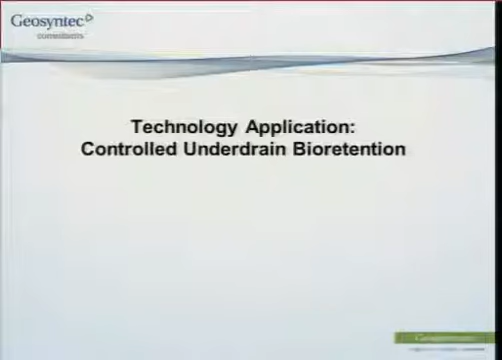 Geosyntec
consultants
Technology Application:
Controlled Underdrain Bioretention